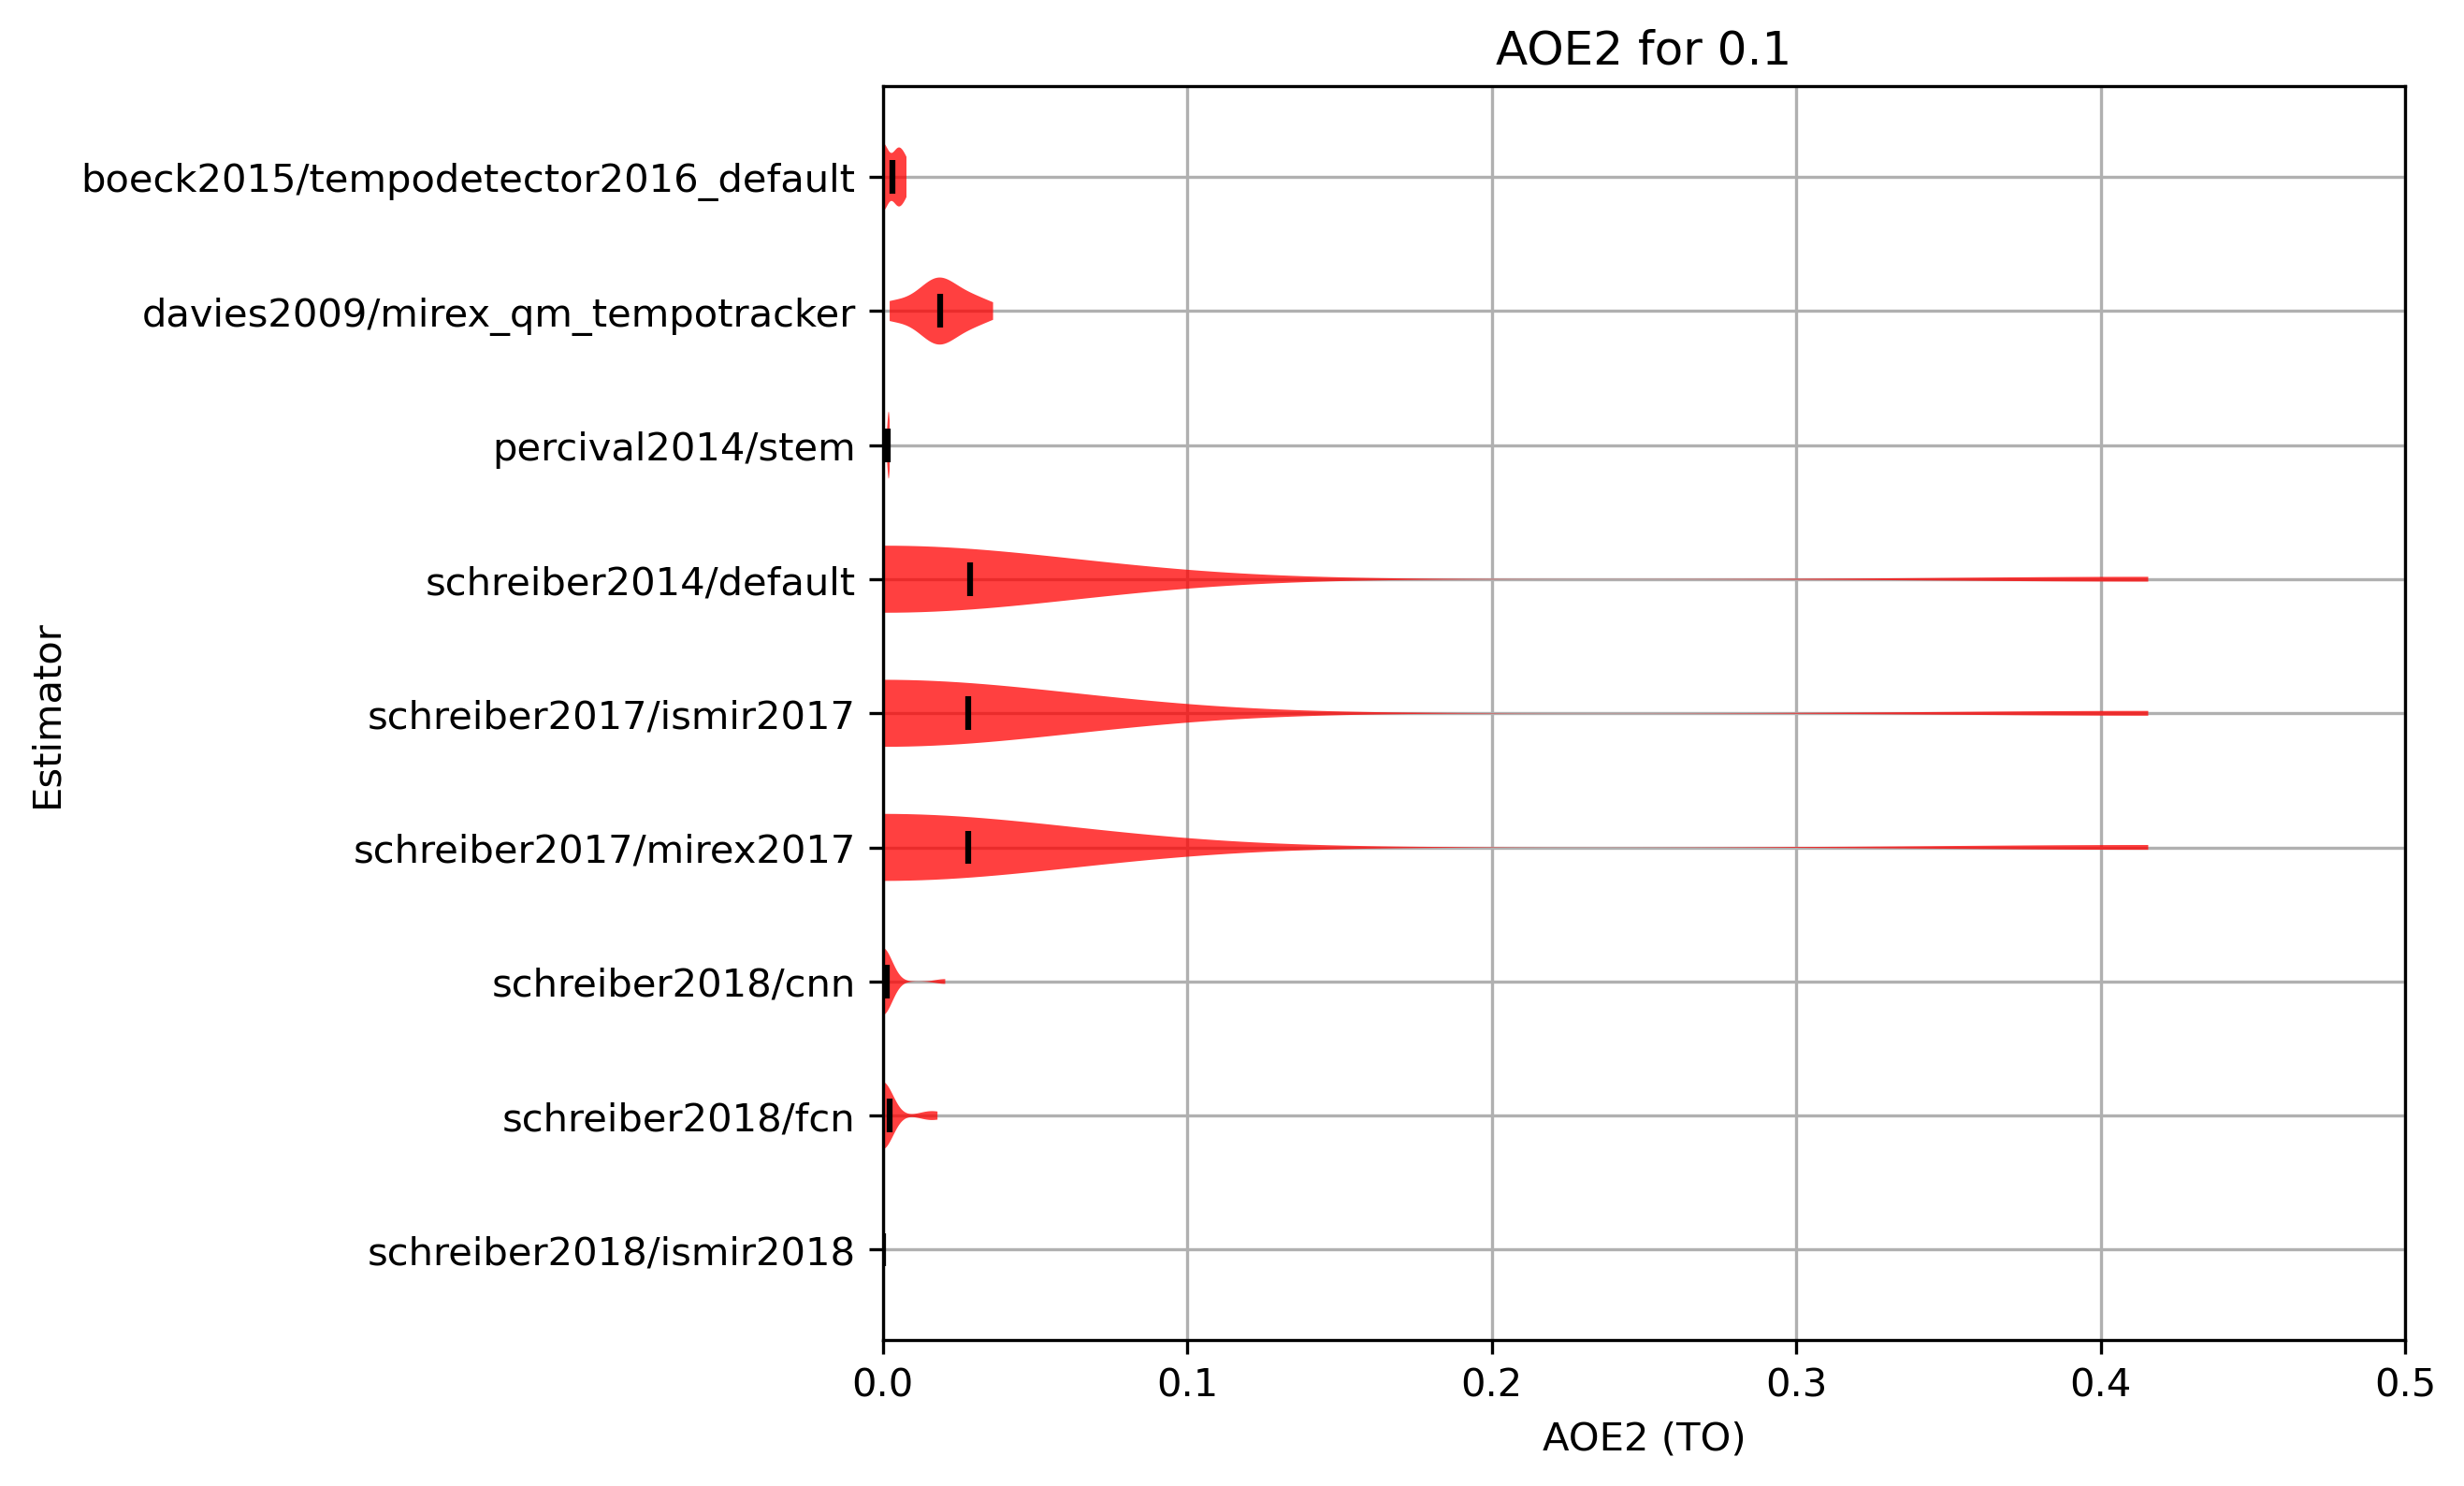 AOE2 for 0.1
boeck2015/tempodetector2016_default
davies2009/mirex_qm_tempotracker
percival2014/stem
schreiber2014/default
schreiber2017/ismir2017
schreiber2017/mirex2017
schreiber2018/cnn
schreiber2018/fcn
schreiber2018/ismir2018
Estimator
0.0 0.1 0.2 0.3 0.4 0.5
AOE2 (TO)